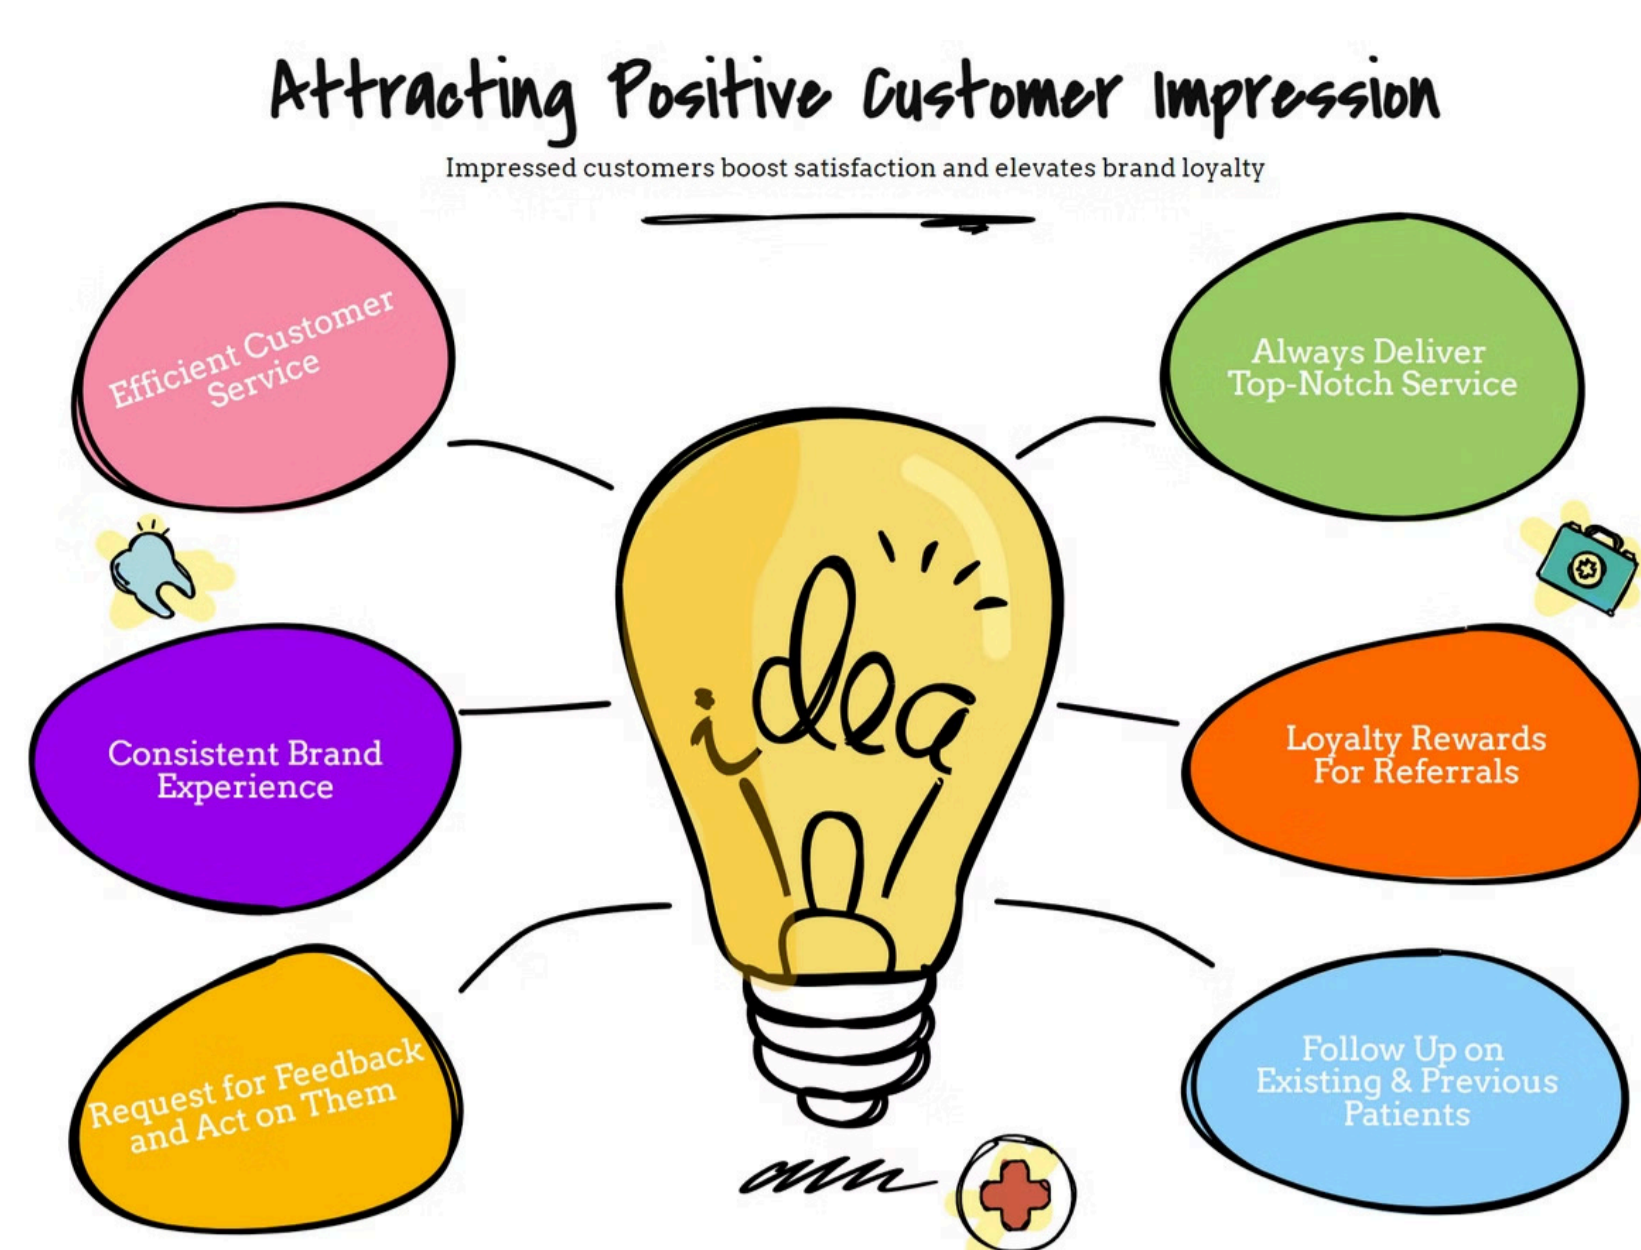 Attracting Positive Customer Impression
Impressed customers boost satisfaction and elevates brand loyalty
Efficient Customer
Service
Always Deliver
Top-Notch Service
idea
Consistent Brand
Experience
Loyalty Rewards
For Referrals
Request for Feedback
and Act on Them
Follow Up on
Existing & Previous
Patients